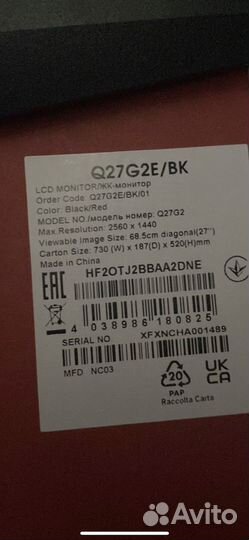 Q27G2E/BK
LCD MONITOR/ЖК-монитор
Order Code: Q27G2E/BK/01
Color: Black/Red
MODEL NO./модель номер. Q27G2
Max.Resolution: 2560 x 1440
Viewable Image Size: 68.5cm diagonal(27'')
Carton Size: 730 (W) x 187(D) x 520(H)mm
Made in China
EAC
HF2OTJ2BBAA2DNE
4 038986 180825
SERIAL NO XFXNCHA001489
MFD NC03
20
PAP
Raccolta Carta
UK
CA
Avito